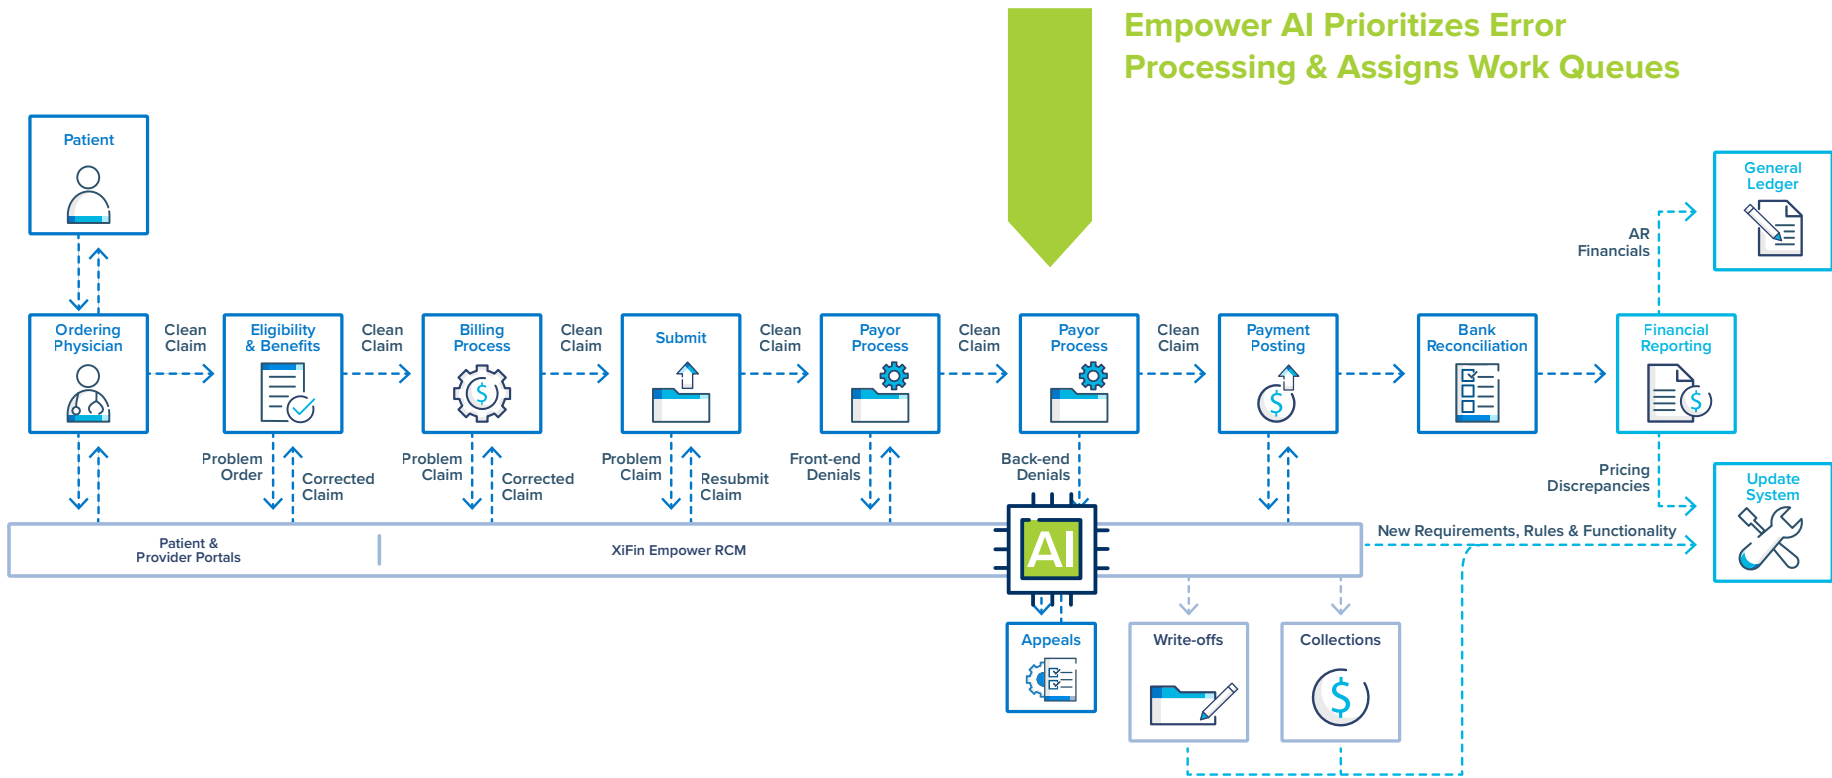 Empower AI Prioritizes Error
Processing & Assigns Work Queues
Patient
General
Ledger
AR
Financials
Ordering
Physician
Clean
Claim
Eligibility
& Benefits
Clean
Claim
Billing
Process
Clean
Claim
Submit
Clean
Claim
Payor
Process
Clean
Claim
Payor
Process
Clean
Claim
Payment
Posting
Bank
Reconciliation
Financial
Reporting
Problem
Order
Corrected
Claim
Problem
Claim
Corrected
Claim
Problem
Claim
Resubmit
Claim
Front-end
Denials
Back-end
Denials
Pricing
Discrepancies
Update
System
Patient &
Provider Portals
XiFin Empower RCM
AI
New Requirements, Rules & Functionality
Appeals
Write-offs
Collections
$
$
$
$